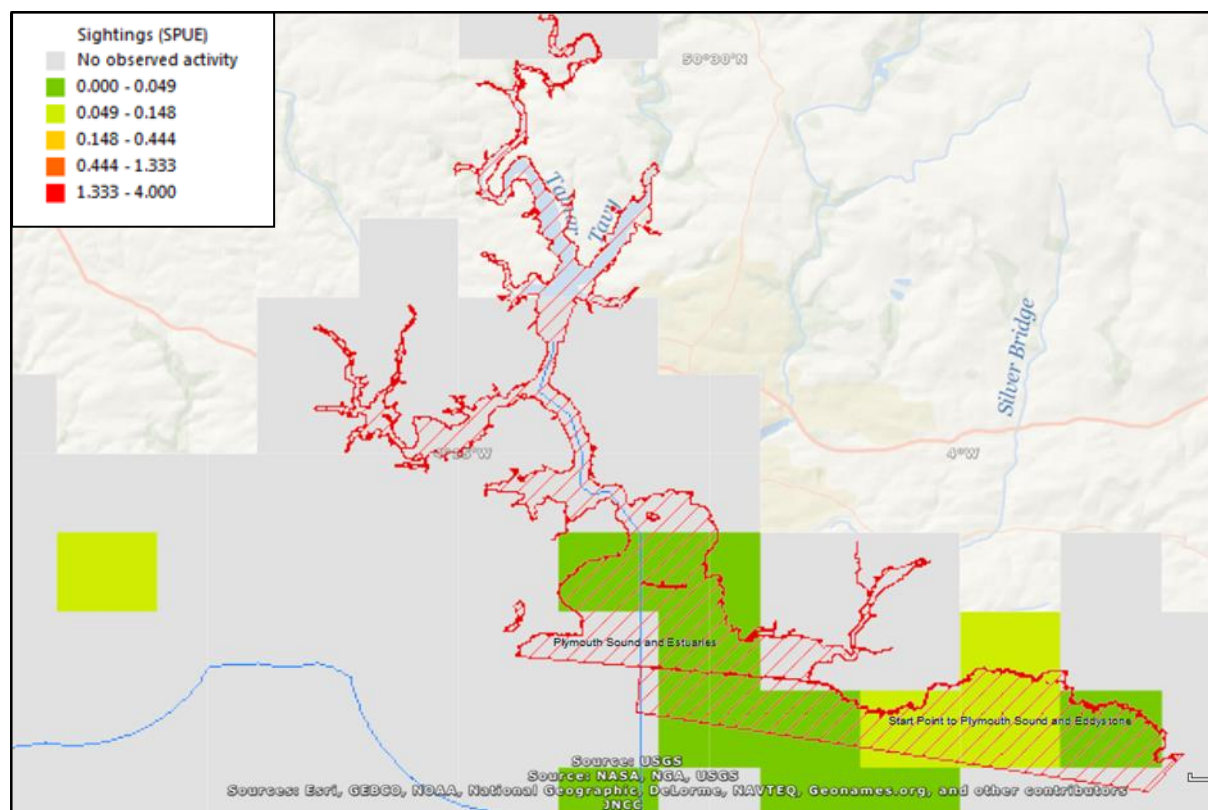 Sightings (SPUE)
No observed activity
0.000 - 0.049
0.049 - 0.148
0.148 - 0.444
0.444 - 1.333
1.333 - 4.000
50°30'N
Tamar
Tavy
Silver Bridge
4°W
Plymouth Sound and Estuaries
Start Point to Plymouth Sound and Eddystone
Source: USGS
Source: NASA, NGA, USGS
Sources: Esri, GEBCO, NOAA, National Geographic, DeLorme, NAVTEQ, Geonames.org, and other contributors
JNCC